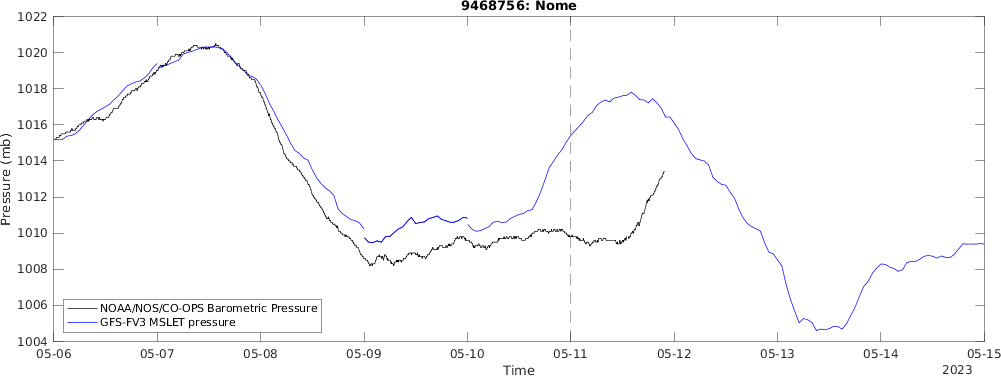 9468756: Nome
1022
1020
1018
1016
1014
1012
1010
1008
1006
1004
Pressure (mb)
NOAA/NOS/CO-OPS Barometric Pressure
GFS-FV3 MSLET pressure
05-06 05-07 05-08 05-09 05-10 05-11 05-12 05-13 05-14 05-15
Time
2023